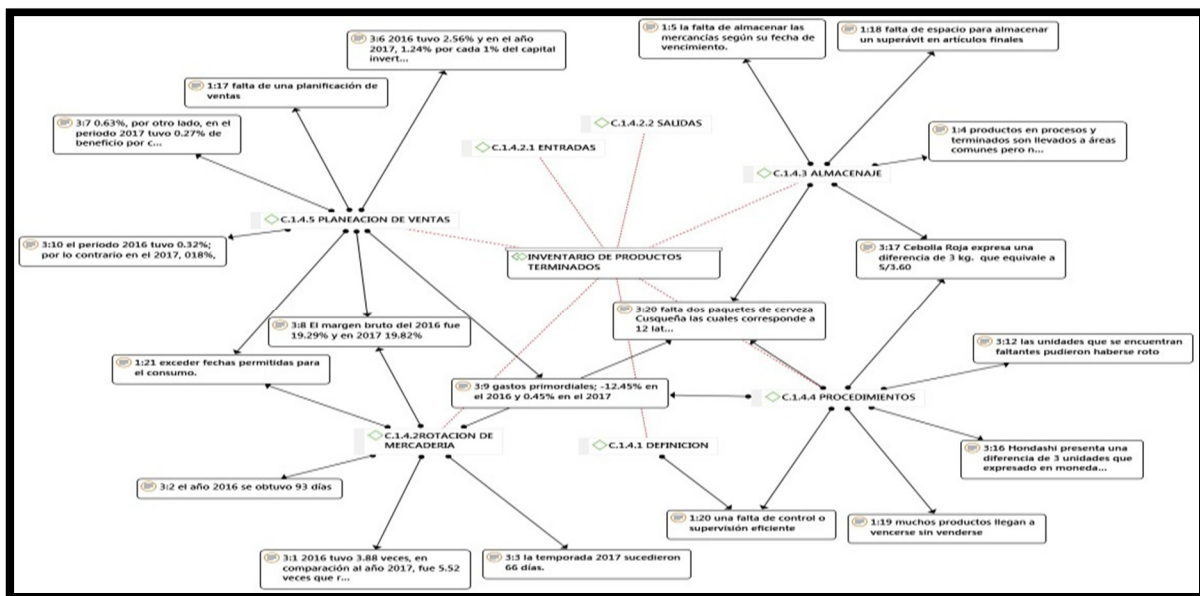 3:6 2016 tuvo 2.56% y en el año
2017, 1.24% por cada 1% del capital
invert...
1:5 la falta de almacenar las
mercancías según su fecha de
vencimiento.
1:18 falta de espacio para almacenar
un superávit en artículos finales
1:17 falta de una planificación de
ventas
3:7 0.63%, por otro lado, en el
periodo 2017 tuvo 0.27% de
beneficio por c...
C.1.4.2.2 SALIDAS
C.1.4.2.1 ENTRADAS
1:4 productos en procesos y
terminados son llevados a áreas
comunes pero n...
C.1.4.3 ALMACENAJE
C.1.4.5 PLANEACION DE VENTAS
3:10 el periodo 2016 tuvo 0.32%;
por lo contrario en el 2017, 018%,
INVENTARIO DE PRODUCTOS
TERMINADOS
3:17 Cebolla Roja expresa una
diferencia de 3 kg. que equivale a
S/3.60
3:20 falta dos paquetes de cerveza
Cusqueña las cuales corresponde a
12 lat...
3:8 El margen bruto del 2016 fue
19.29% y en 2017 19.82%
3:12 las unidades que se encuentran
faltantes pudieron haberse roto
1:21 exceder fechas permitidas para
el consumo.
3:9 gastos primordiales; -12.45% en
el 2016 y 0.45% en el 2017
C.1.4.4 PROCEDIMIENTOS
C.1.4.2ROTACION DE
MERCADERIA
C.1.4.1 DEFINICION
3:16 Hondashi presenta una
diferencia de 3 unidades que
expresado en moneda...
3:2 el año 2016 se obtuvo 93 días
1:20 una falta de control o
supervisión eficiente
1:19 muchos productos llegan a
vencerse sin venderse
3:1 2016 tuvo 3.88 veces, en
comparación al año 2017, fue 5.52
veces que r...
3:3 la temporada 2017 sucedieron
66 días.